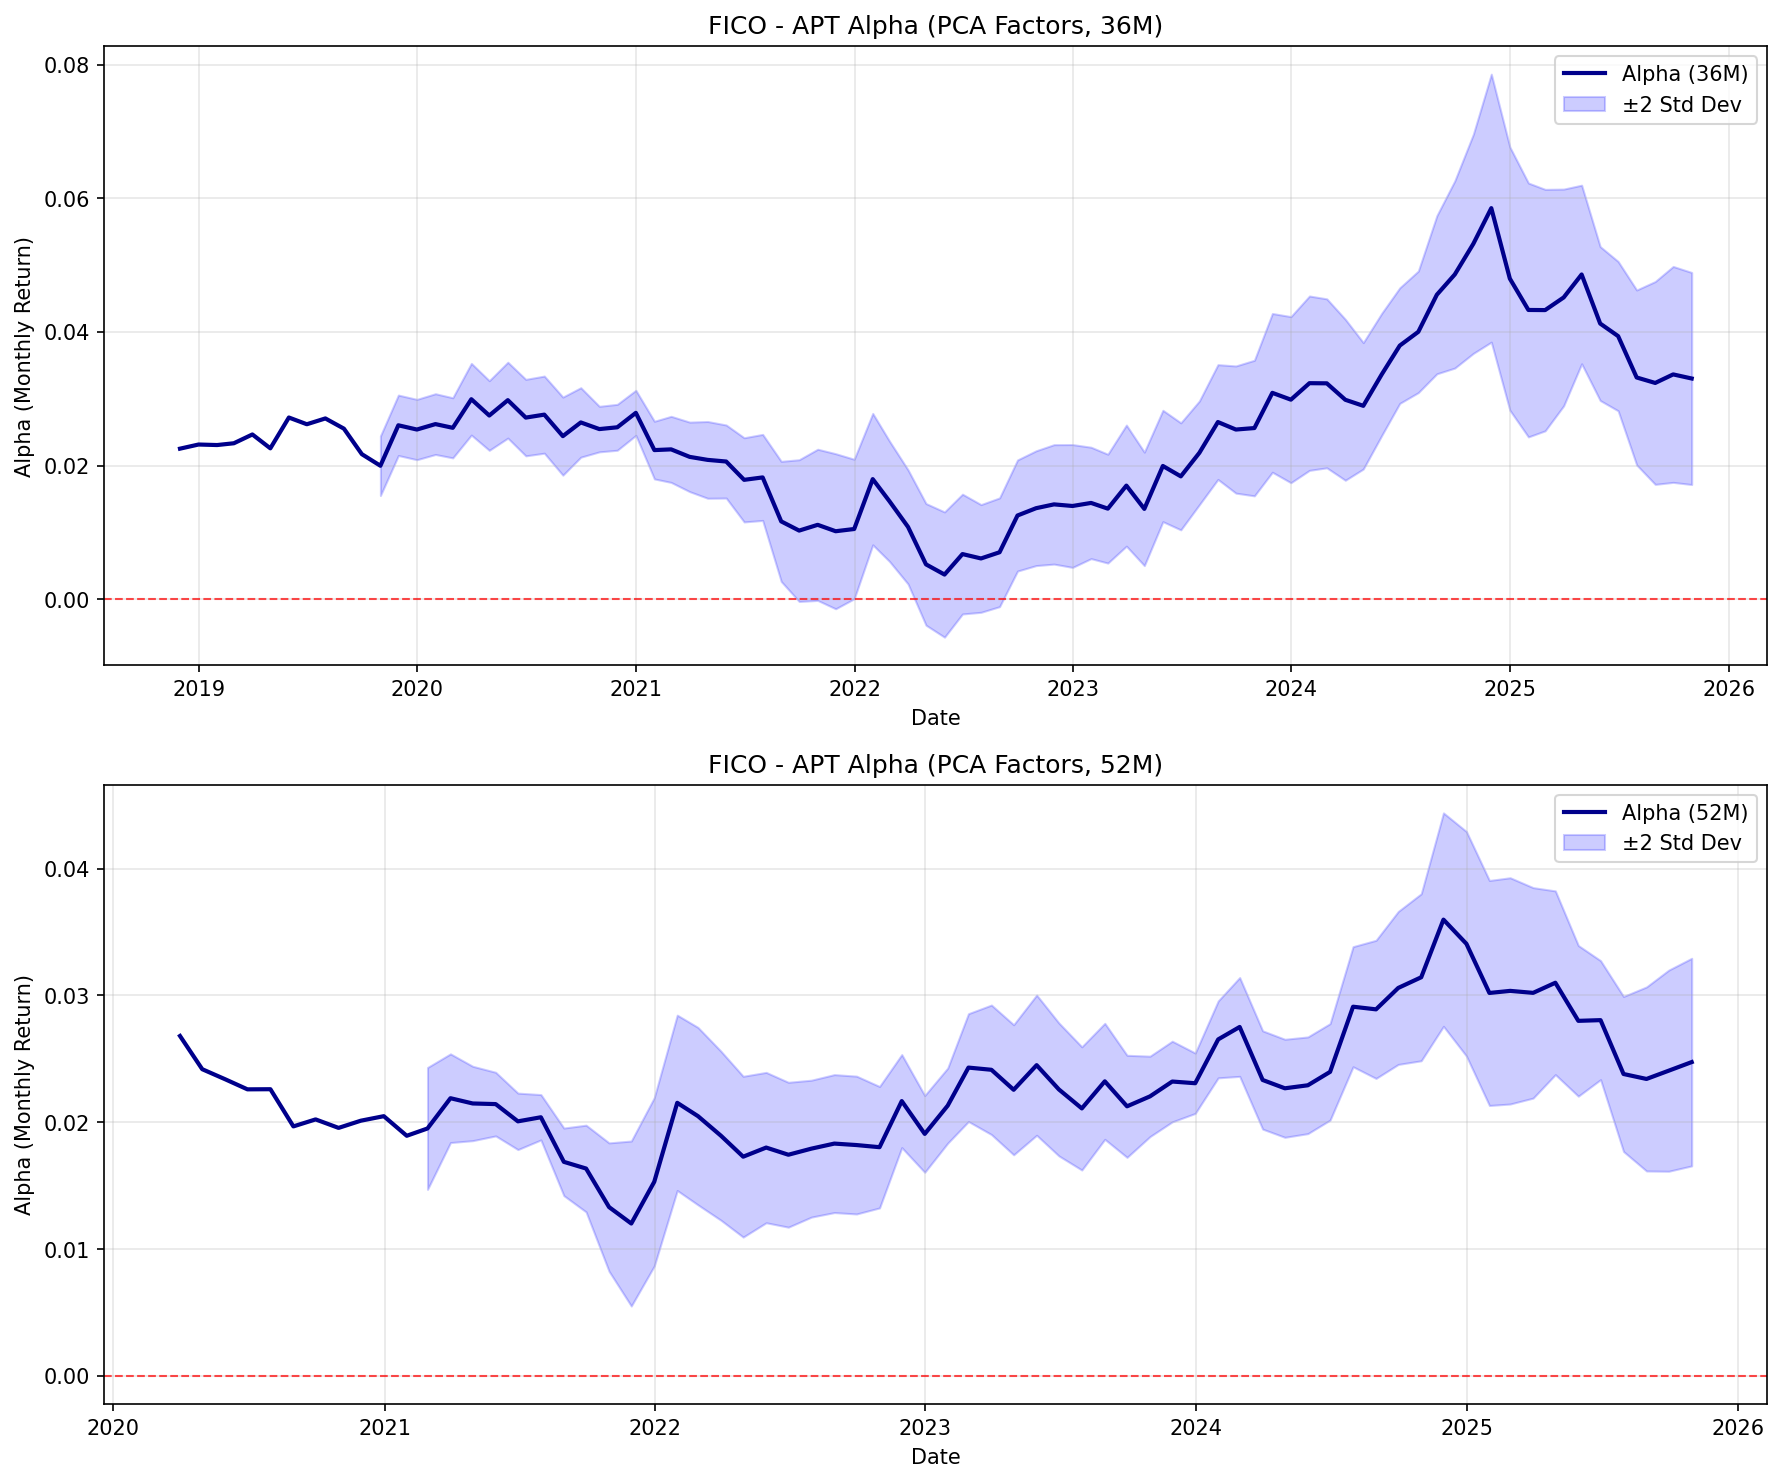 FICO - APT Alpha (PCA Factors, 36M)
Alpha (Monthly Return)
0.08
0.06
0.04
0.02
0.00
Alpha (36M)
±2 Std Dev
2019 2020 2021 2022 2023 2024 2025 2026
Date
FICO - APT Alpha (PCA Factors, 52M)
Alpha (Monthly Return)
0.04
0.03
0.02
0.01
0.00
Alpha (52M)
±2 Std Dev
2020 2021 2022 2023 2024 2025 2026
Date